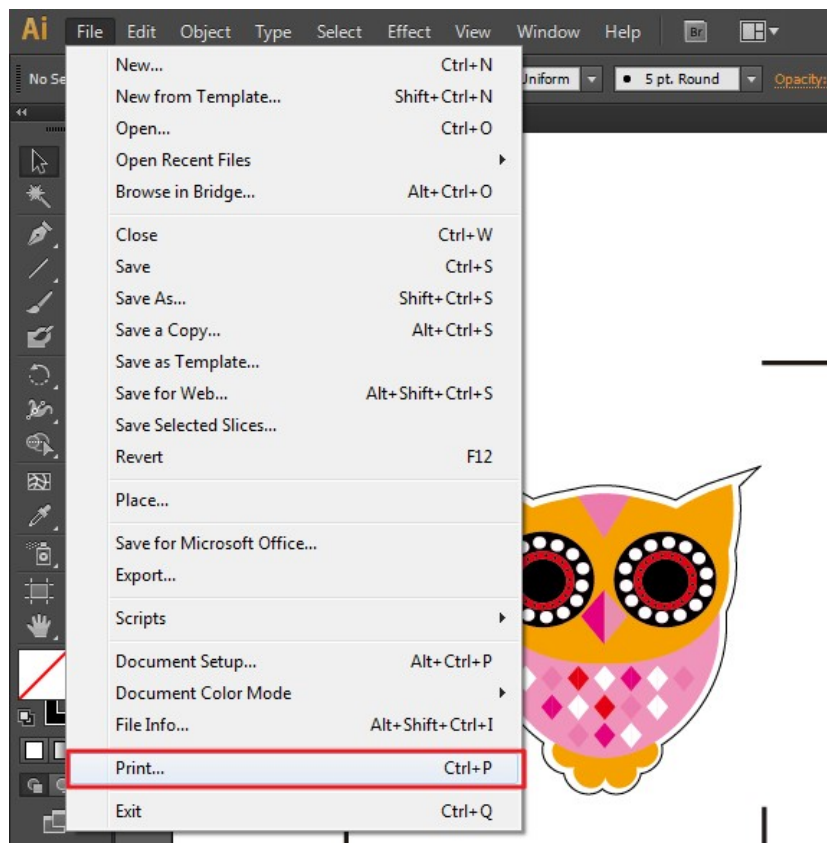 Ai File Edit Object Type Select Effect View Window Help Br
No Se Uniform 5 pt. Round Opacity:
New... Ctrl+N
New from Template... Shift+Ctrl+N
Open... Ctrl+O
Open Recent Files
Browse in Bridge... Alt+Ctrl+O
Close Ctrl+W
Save Ctrl+S
Save As... Shift+Ctrl+S
Save a Copy... Alt+Ctrl+S
Save as Template...
Save for Web... Alt+Shift+Ctrl+S
Save Selected Slices...
Revert F12
Place...
Save for Microsoft Office...
Export...
Scripts
Document Setup... Alt+Ctrl+P
Document Color Mode
File Info... Alt+Shift+Ctrl+I
Print... Ctrl+P
Exit Ctrl+Q